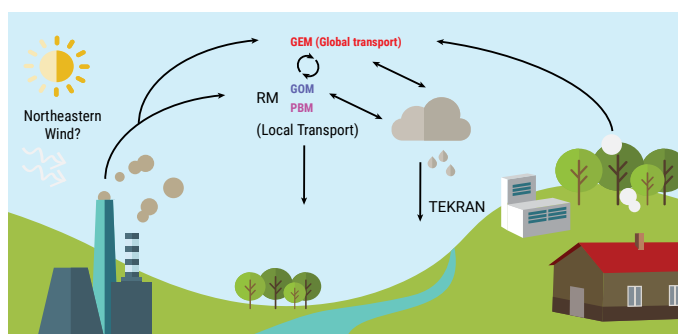 GEM (Global transport)
GOM
RM
PBM
(Local Transport)
Northeastern
Wind?
TEKRAN